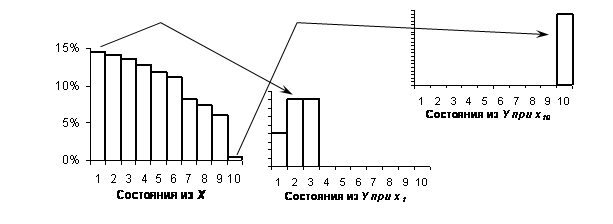 15%
10%
5%
0%
1 2 3 4 5 6 7 8 9 10
Состояния из X
1 2 3 4 5 6 7 8 9 10
Состояния из Y при x 1
1 2 3 4 5 6 7 8 9 10
Состояния из Y при x 10